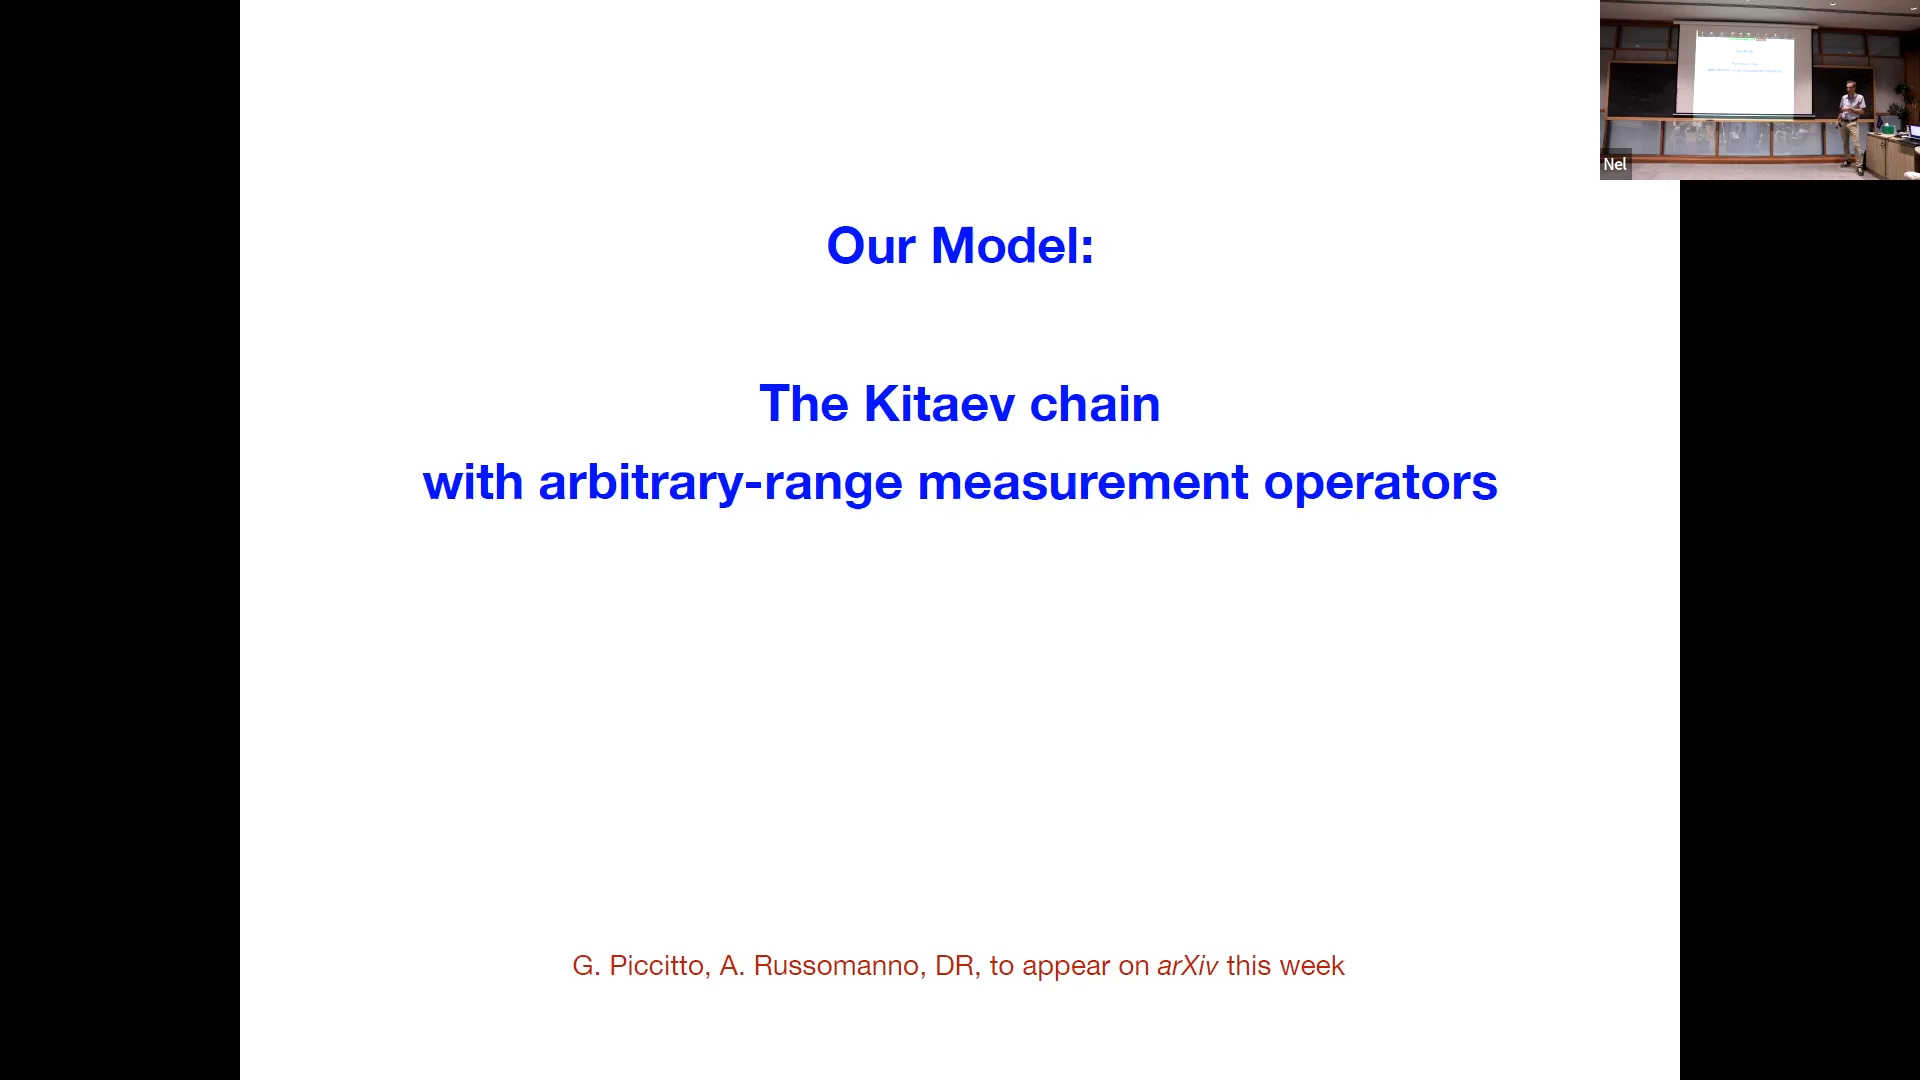 Our Model:
The Kitaev chain
with arbitrary-range measurement operators
G. Piccitto, A. Russomanno, DR, to appear on arXiv this week
Nel